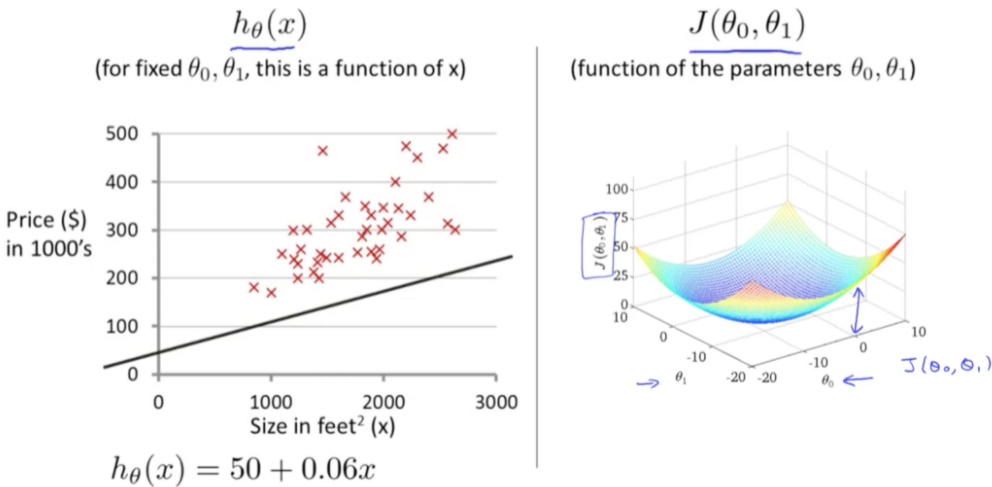 hθ(x)
(for fixed θ₀, θ₁, this is a function of x)
500
400
300
200
100
0
Price ($)
in 1000’s
0 1000 2000 3000
Size in feet² (x)
hθ(x) = 50 + 0.06x
J(θ₀, θ₁)
(function of the parameters θ₀, θ₁)
100
75
50
25
0
J(θ₀,θ₁)
10
0
-10
-20
θ₁
-20
-10
0
10
θ₀
J(θ₀, θ₁)